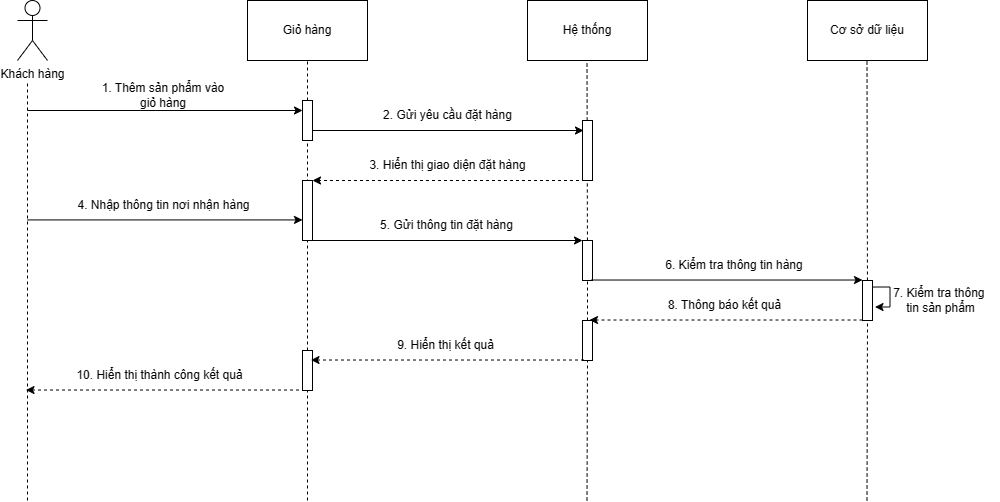 Giỏ hàng
Hệ thống
Cơ sở dữ liệu
Khách hàng
1. Thêm sản phẩm vào
giỏ hàng
2. Gửi yêu cầu đặt hàng
3. Hiển thị giao diện đặt hàng
4. Nhập thông tin nơi nhận hàng
5. Gửi thông tin đặt hàng
6. Kiểm tra thông tin hàng
7. Kiểm tra thông
tin sản phẩm
8. Thông báo kết quả
9. Hiển thị kết quả
10. Hiển thị thành công kết quả